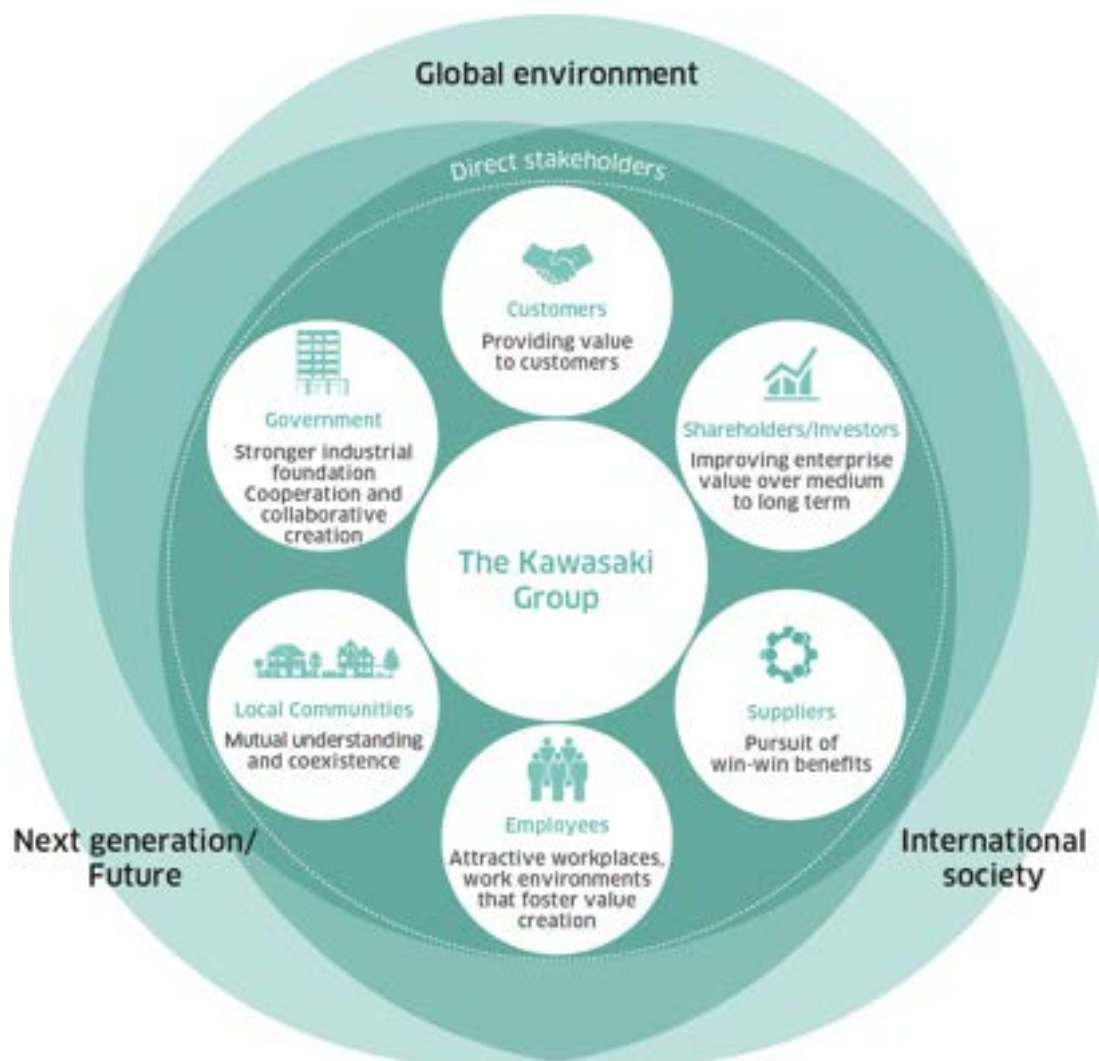 Global environment
Direct stakeholders
Customers
Providing value
to customers
Government
Stronger industrial
foundation
Cooperation and
collaborative
creation
Shareholders/Investors
Improving enterprise
value over medium
to long term
The Kawasaki
Group
Local Communities
Mutual understanding
and coexistence
Suppliers
Pursuit of
win-win benefits
Employees
Attractive workplaces,
work environments
that foster value
creation
Next generation/
Future
International
society